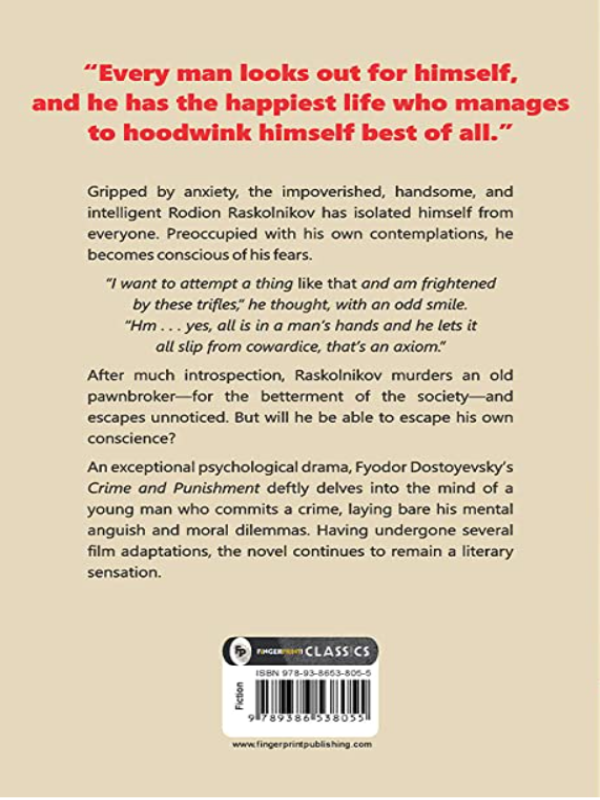 “Every man looks out for himself,
and he has the happiest life who manages
to hoodwink himself best of all.”
Gripped by anxiety, the impoverished, handsome, and
intelligent Rodion Raskolnikov has isolated himself from
everyone. Preoccupied with his own contemplations, he
becomes conscious of his fears.
“I want to attempt a thing like that and am frightened
by these trifles,” he thought, with an odd smile.
“Hm . . . yes, all is in a man’s hands and he lets it
all slip from cowardice, that’s an axiom.”
After much introspection, Raskolnikov murders an old
pawnbroker—for the betterment of the society—and
escapes unnoticed. But will he be able to escape his own
conscience?
An exceptional psychological drama, Fyodor Dostoyevsky’s
Crime and Punishment deftly delves into the mind of a
young man who commits a crime, laying bare his mental
anguish and moral dilemmas. Having undergone several
film adaptations, the novel continues to remain a literary
sensation.
FP FINGERPRINT! CLASSICS
ISBN 978-93-8653-805-5
Fiction
9 789386 538055
www.fingerprintpublishing.com